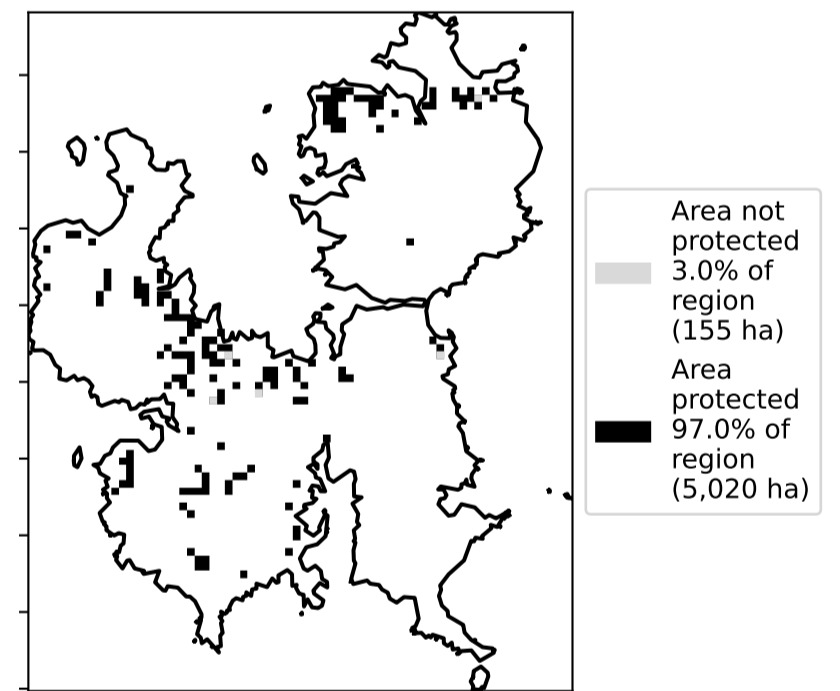 Area not
protected
3.0% of
region
(155 ha)
Area
protected
97.0% of
region
(5,020 ha)